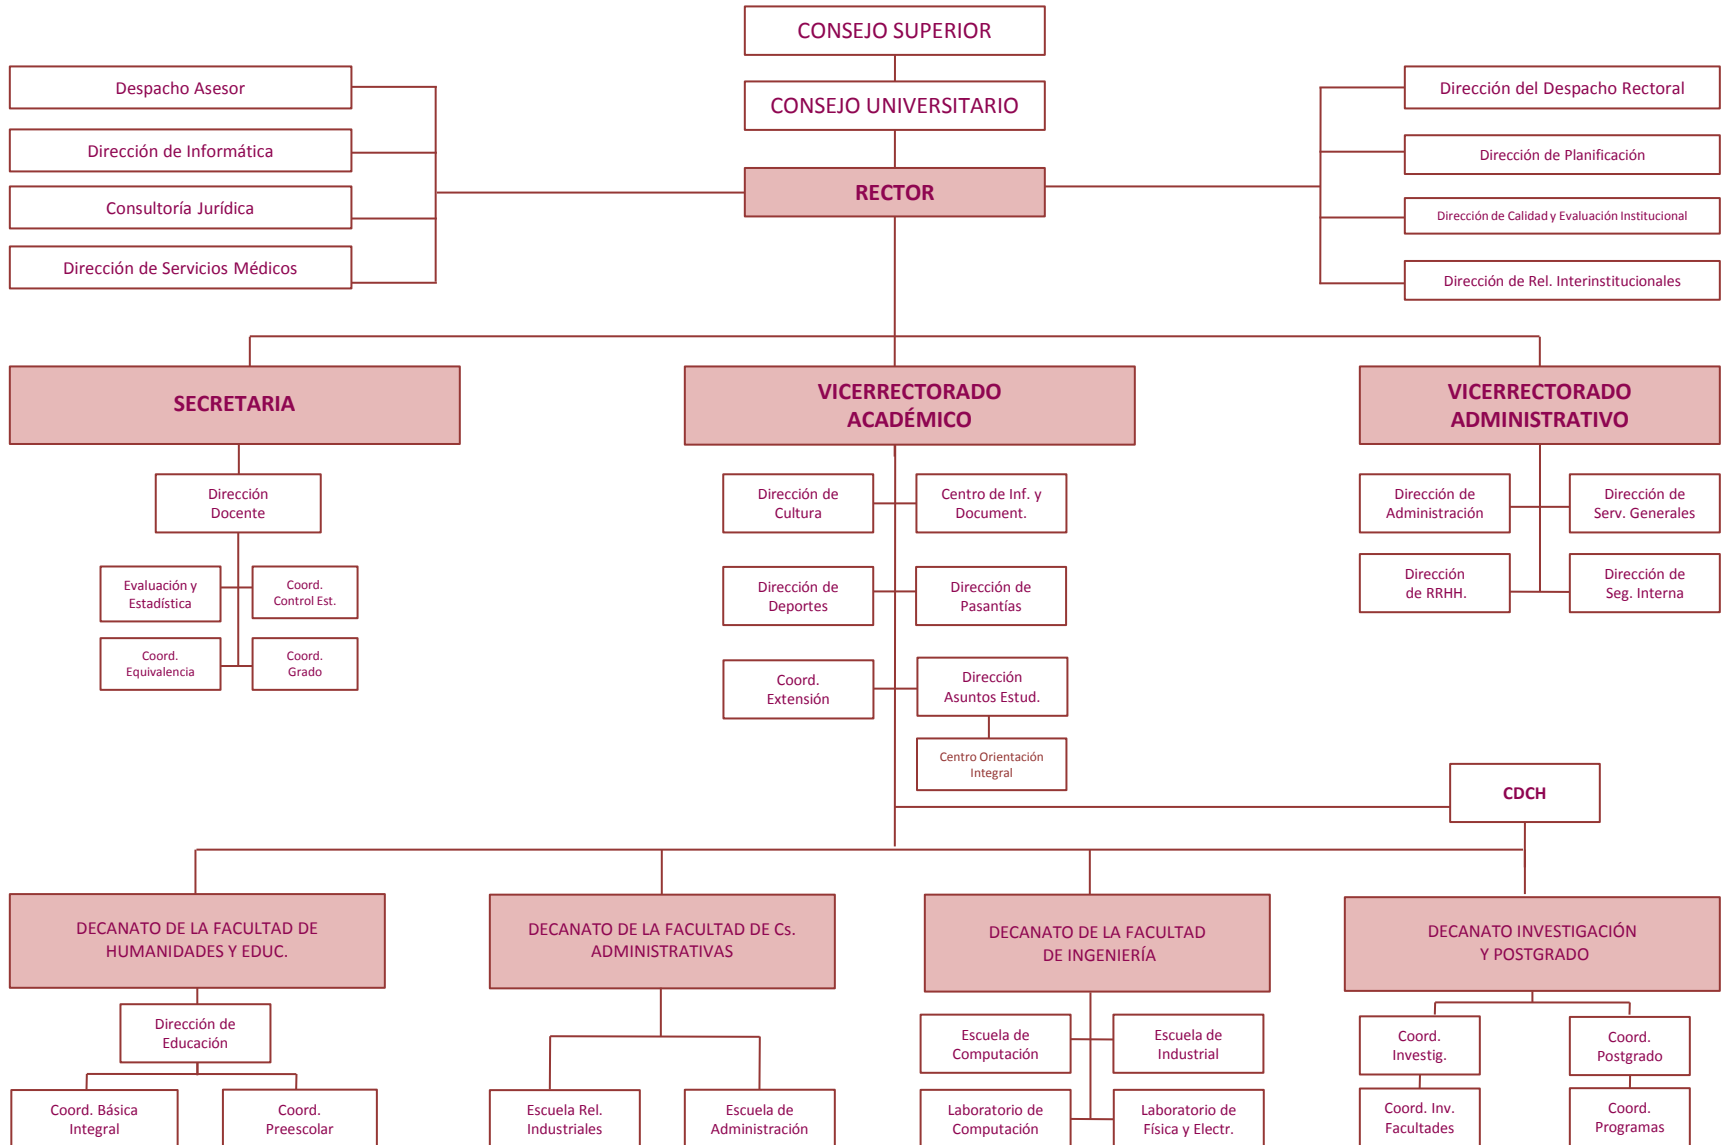 CONSEJO SUPERIOR
CONSEJO UNIVERSITARIO
RECTOR
Despacho Asesor
Dirección de Informática
Consultoría Jurídica
Dirección de Servicios Médicos
Dirección del Despacho Rectoral
Dirección de Planificación
Dirección de Calidad y Evaluación Institucional
Dirección de Rel. Interinstitucionales
SECRETARIA
VICERRECTORADO
ACADÉMICO
VICERRECTORADO
ADMINISTRATIVO
Dirección
Docente
Evaluación y
Estadística
Coord.
Control Est.
Coord.
Equivalencia
Coord.
Grado
Dirección de
Cultura
Centro de Inf. y
Document.
Dirección de
Deportes
Dirección de
Pasantías
Coord.
Extensión
Dirección
Asuntos Estud.
Centro Orientación
Integral
Dirección de
Administración
Dirección de
Serv. Generales
Dirección
de RRHH.
Dirección de
Seg. Interna
CDCH
DECANATO DE LA FACULTAD DE
HUMANIDADES Y EDUC.
DECANATO DE LA FACULTAD DE Cs.
ADMINISTRATIVAS
DECANATO DE LA FACULTAD
DE INGENIERÍA
DECANATO INVESTIGACIÓN
Y POSTGRADO
Dirección de
Educación
Coord. Básica
Integral
Coord.
Preescolar
Escuela Rel.
Industriales
Escuela de
Administración
Escuela de
Computación
Escuela de
Industrial
Laboratorio de
Computación
Laboratorio de
Física y Electr.
Coord.
Investig.
Coord.
Postgrado
Coord. Inv.
Facultades
Coord.
Programas